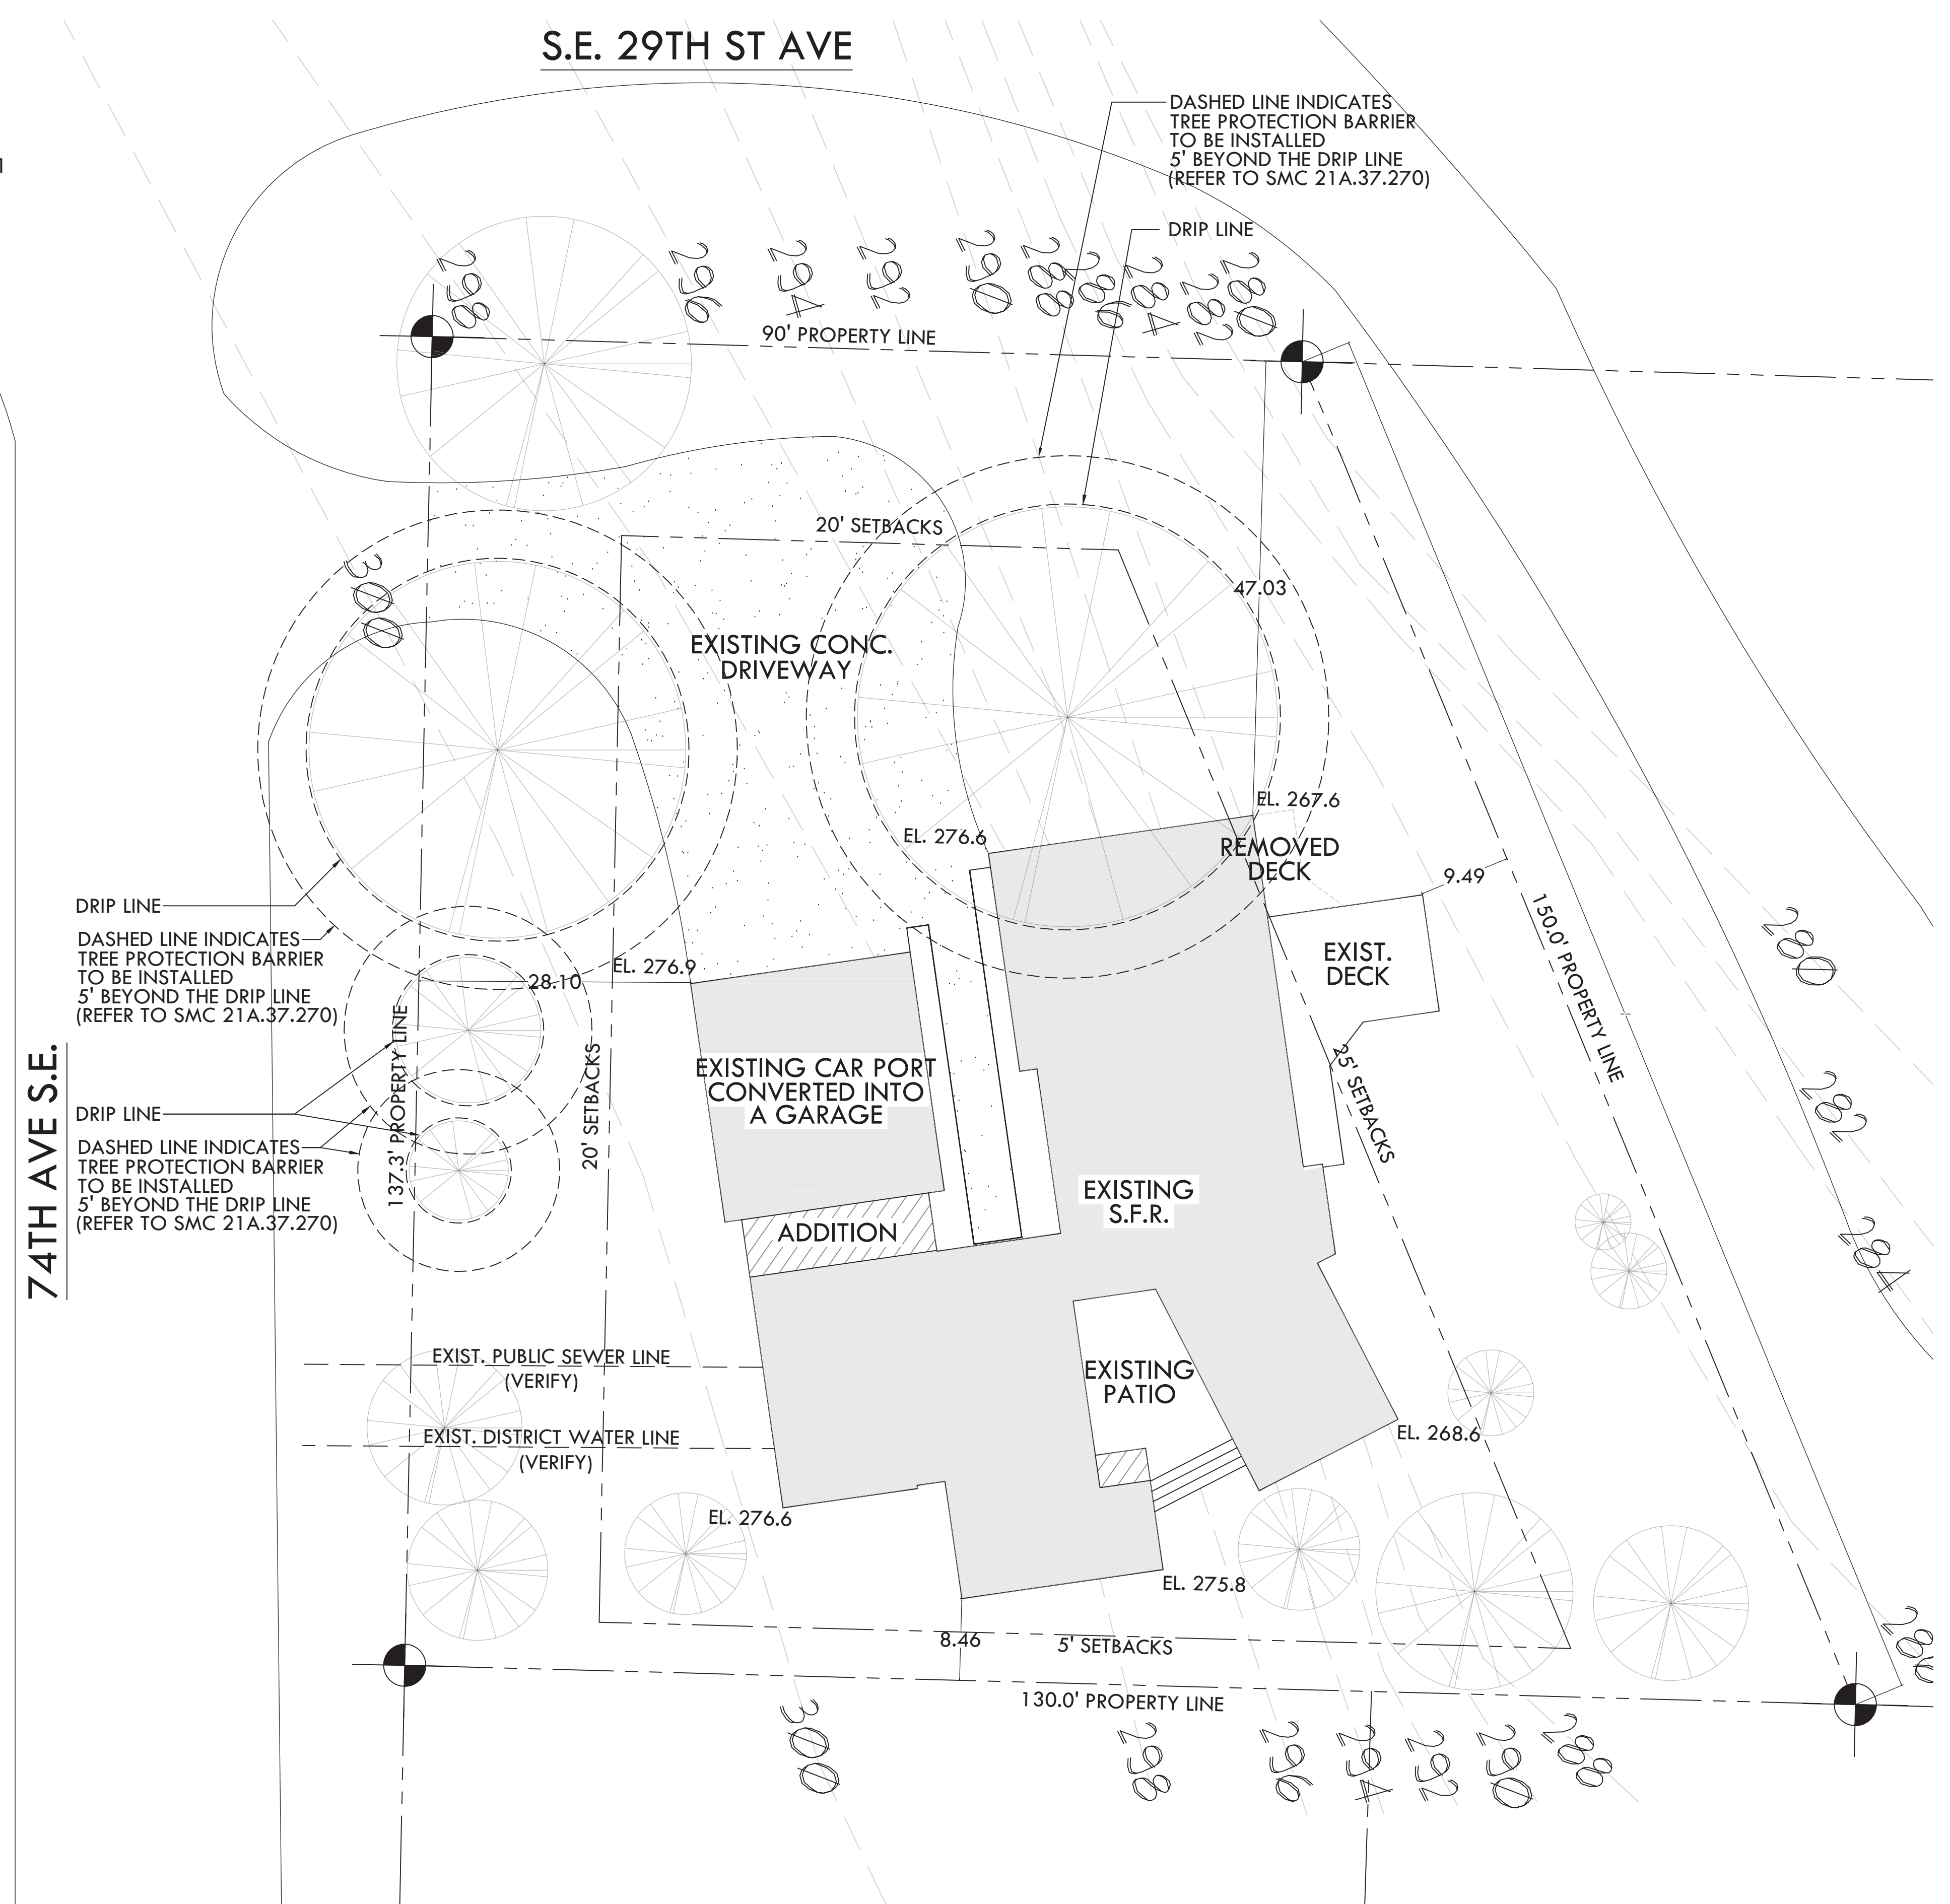 S.E. 29TH ST AVE
DASHED LINE INDICATES
TREE PROTECTION BARRIER
TO BE INSTALLED
5' BEYOND THE DRIP LINE
(REFER TO SMC 21A.37.270)
DRIP LINE
298
296
294
292
290
288
286
284
282
280
90' PROPERTY LINE
20' SETBACKS
300
47.03
EXISTING CONC.
DRIVEWAY
EL. 267.6
EL. 276.6
REMOVED
DECK
9.49
DRIP LINE
DASHED LINE INDICATES
TREE PROTECTION BARRIER
TO BE INSTALLED
5' BEYOND THE DRIP LINE
(REFER TO SMC 21A.37.270)
28.10
EL. 276.9
EXIST.
DECK
150.0' PROPERTY LINE
280
282
284
74TH AVE S.E.
137.3' PROPERTY LINE
20' SETBACKS
25' SETBACKS
EXISTING CAR PORT
CONVERTED INTO
A GARAGE
DRIP LINE
DASHED LINE INDICATES
TREE PROTECTION BARRIER
TO BE INSTALLED
5' BEYOND THE DRIP LINE
(REFER TO SMC 21A.37.270)
EXISTING
S.F.R.
ADDITION
EXIST. PUBLIC SEWER LINE
(VERIFY)
EXISTING
PATIO
EXIST. DISTRICT WATER LINE
(VERIFY)
EL. 268.6
EL. 276.6
EL. 275.8
8.46
5' SETBACKS
130.0' PROPERTY LINE
300
298
296
294
292
290
288